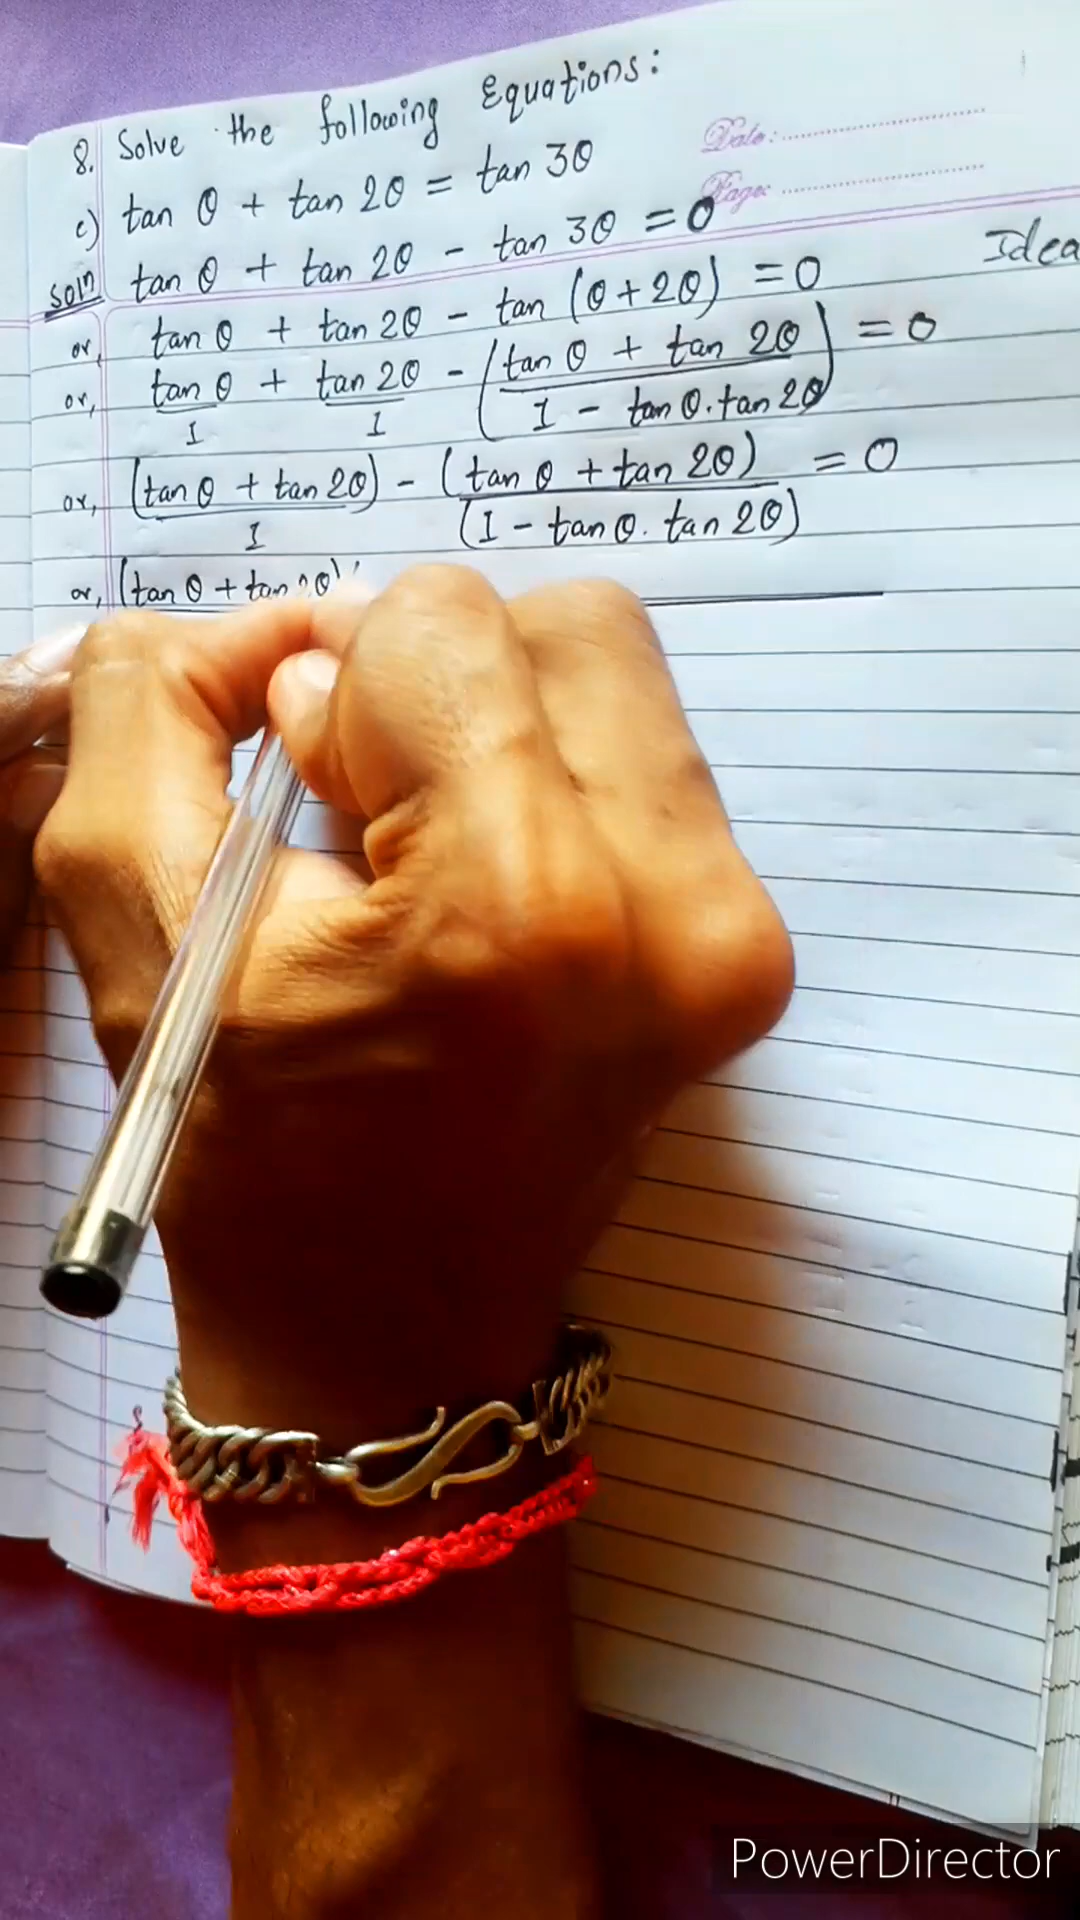 8. Solve the following Equations:
Date:
c) tan θ + tan 2θ = tan 3θ
Page:
Soln tan θ + tan 2θ - tan 3θ = 0
Idea
or, tan θ + tan 2θ - tan (θ + 2θ) = 0
or, tan θ/1 + tan 2θ/1 - (tan θ + tan 2θ / 1 - tan θ . tan 2θ) = 0
or, (tan θ + tan 2θ)/1 - (tan θ + tan 2θ)/(1 - tan θ . tan 2θ) = 0
or, (tan θ + tan 2θ)
PowerDirector